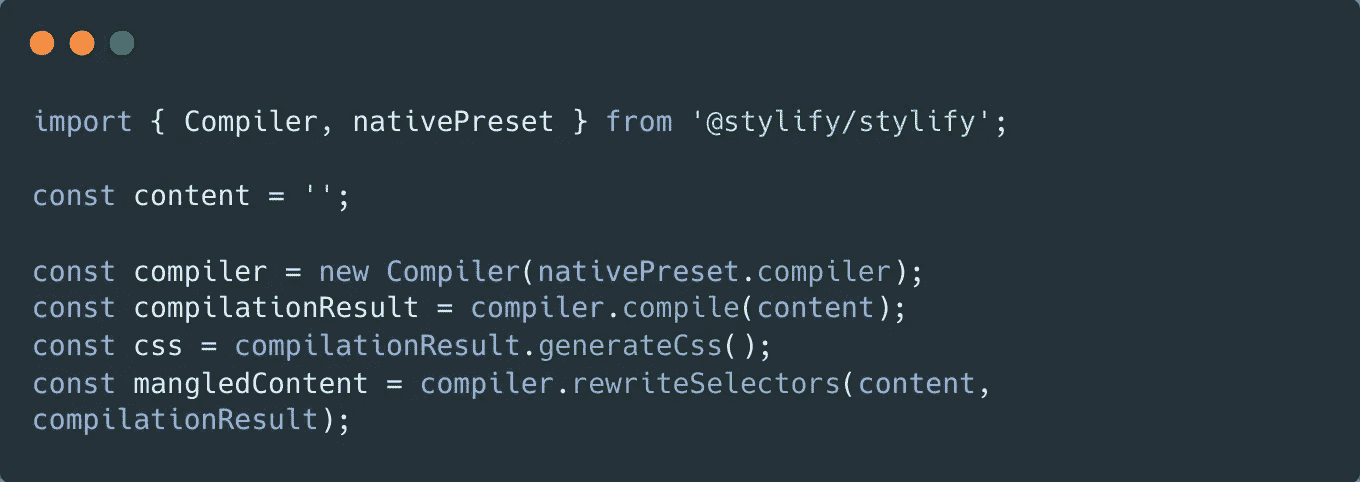 import { Compiler, nativePreset } from '@stylify/stylify';
const content = '';
const compiler = new Compiler(nativePreset.compiler);
const compilationResult = compiler.compile(content);
const css = compilationResult.generateCss();
const mangledContent = compiler.rewriteSelectors(content,
compilationResult);